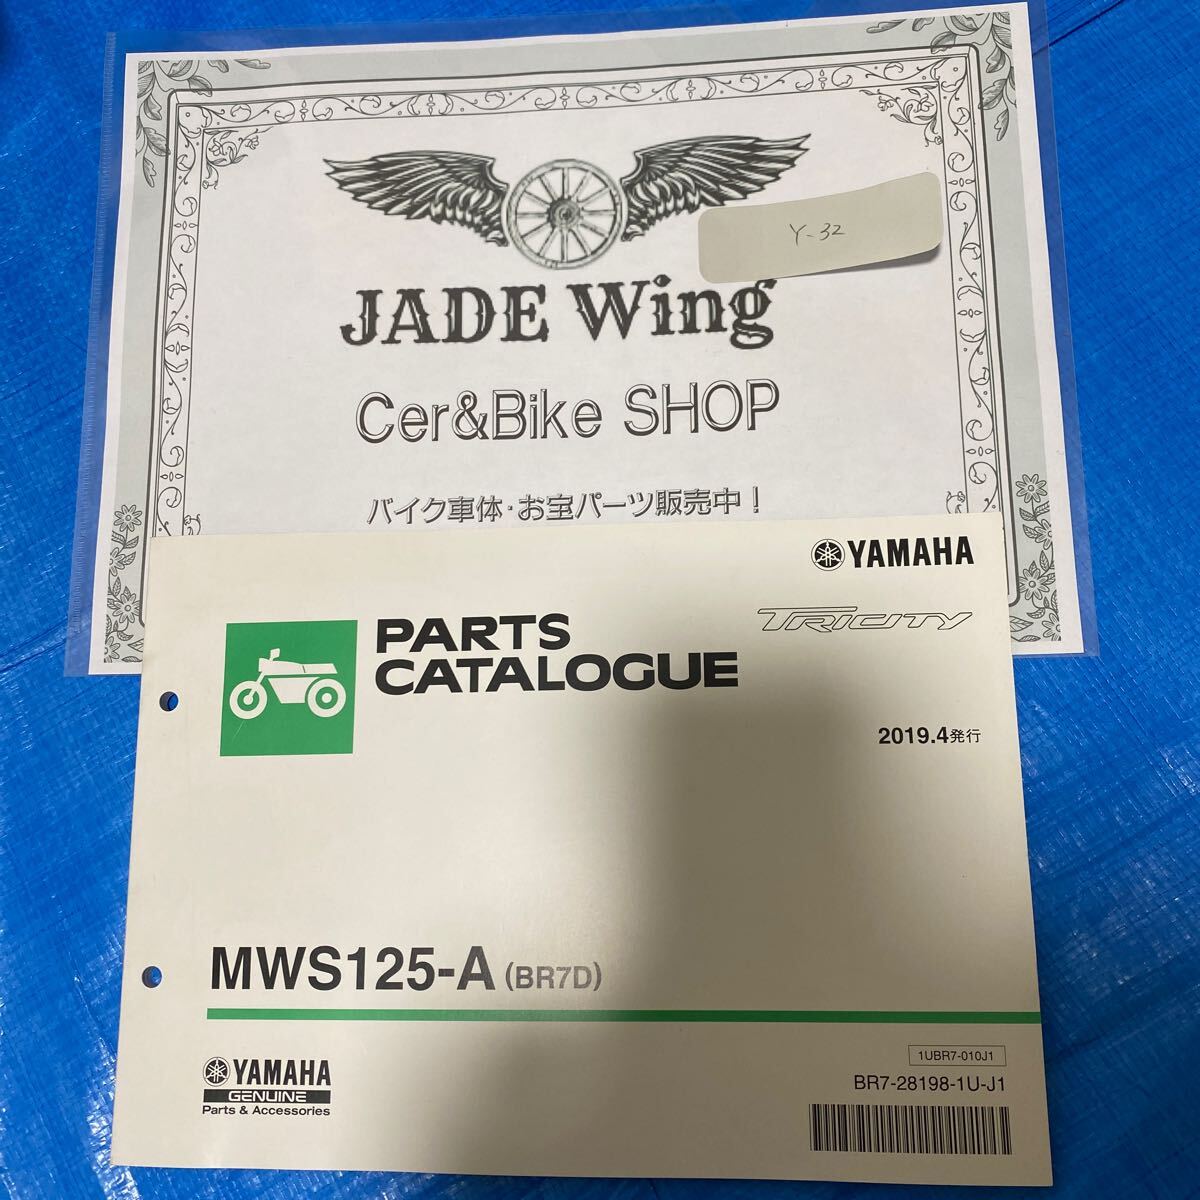 Y-32
JADE Wing
Cer&Bike SHOP
バイク車体・お宝パーツ販売中！
YAMAHA
PARTS
CATALOGUE
TRICITY
2019.4発行
MWS125-A (BR7D)
1UBR7-010J1
BR7-28198-1U-J1
YAMAHA
GENUINE
Parts & Accessories